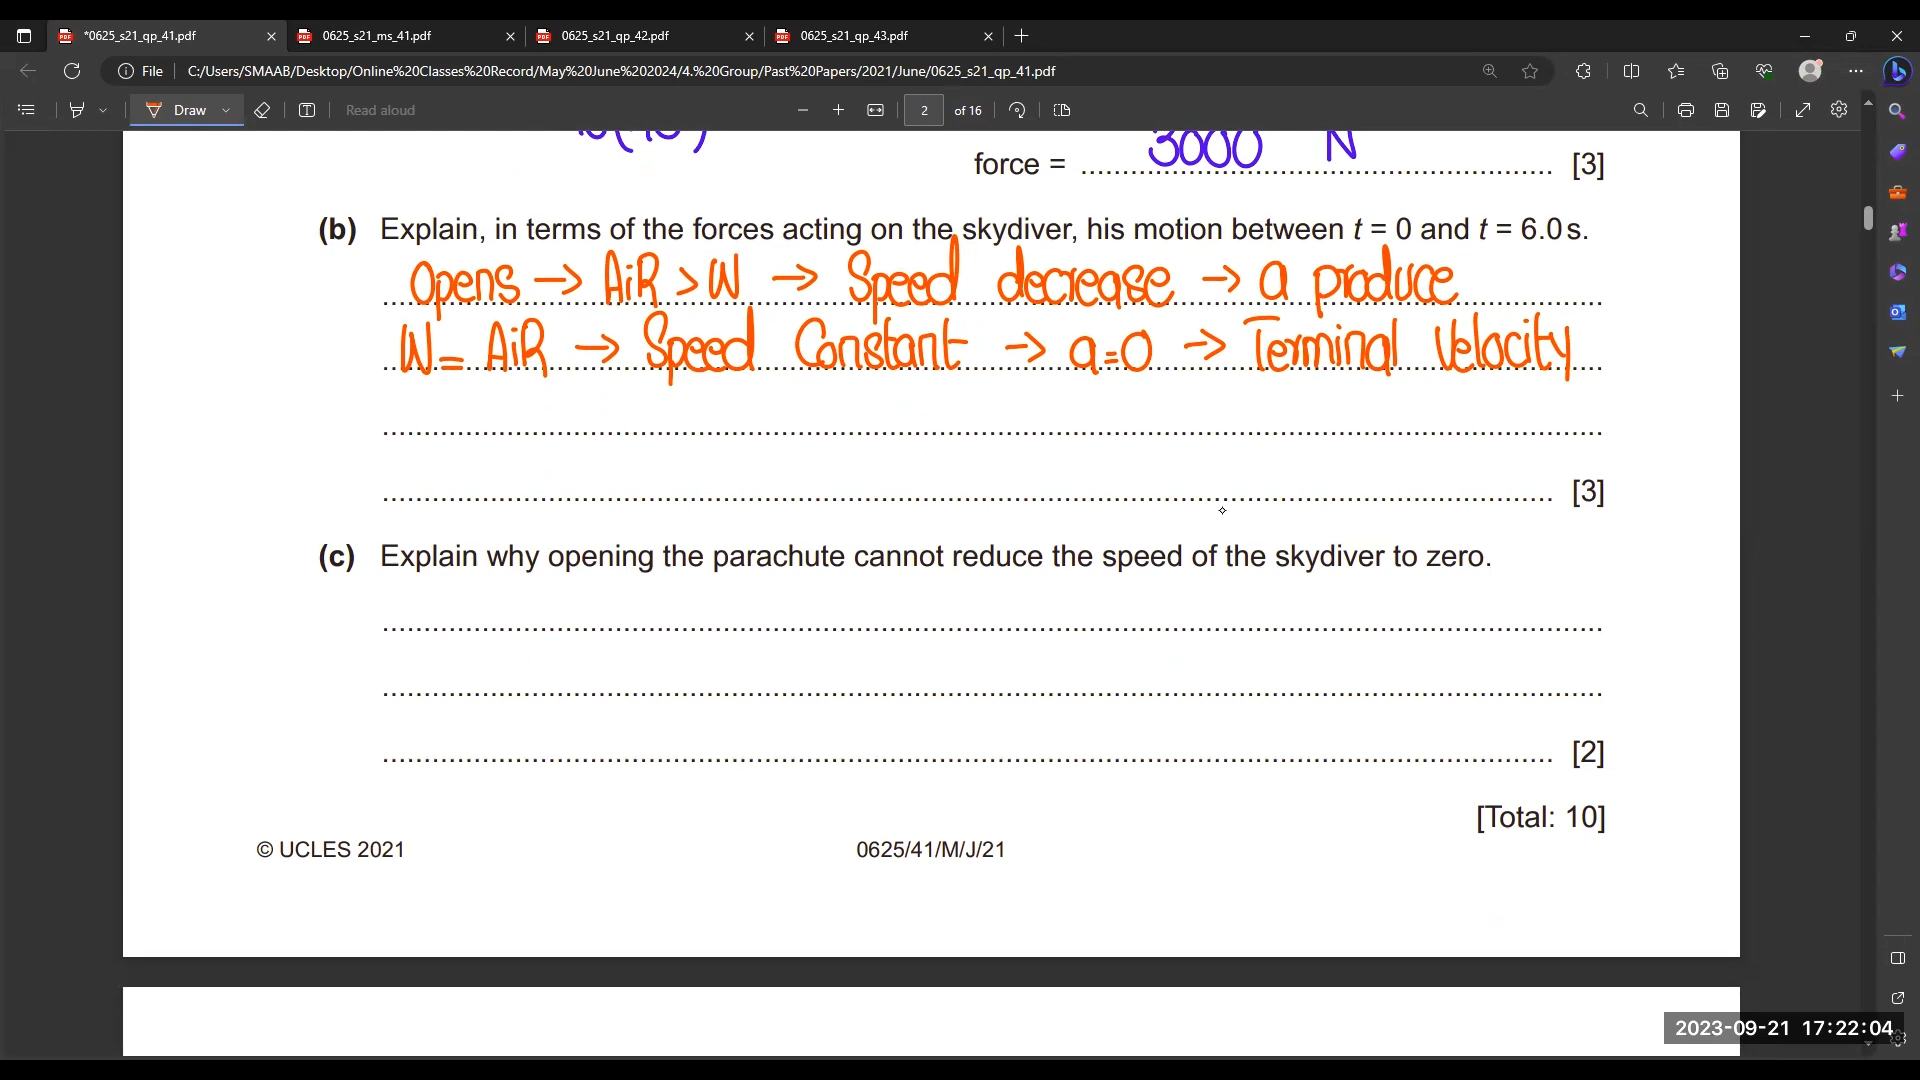 *0625_s21_qp_41.pdf
0625_s21_ms_41.pdf
0625_s21_qp_42.pdf
0625_s21_qp_43.pdf
File C:/Users/SMAAB/Desktop/Online%20Classes%20Record/May%20June%202024/4.%20Group/Past%20Papers/2021/June/0625_s21_qp_41.pdf
Draw Read aloud 2 of 16
force = 3000 N [3]
(b) Explain, in terms of the forces acting on the skydiver, his motion between t = 0 and t = 6.0 s.
Opens → AiR > W → Speed decrease → a produce
W = AiR → Speed Constant → a=0 → Terminal Velocity
[3]
(c) Explain why opening the parachute cannot reduce the speed of the skydiver to zero.
[2]
[Total: 10]
© UCLES 2021 0625/41/M/J/21
2023-09-21 17:22:04